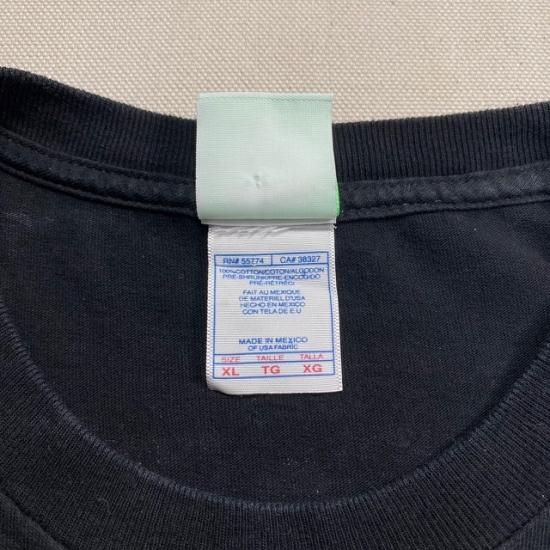 RN# 55274 CA# 38327
100%COTTON/COTON/ALGODON
PRE-SHRUNK/PRE-ENCOGIDO
PRÉ-RÉTRÉCI
FAIT AU MEXIQUE
DE MATERIEL D'USA
HECHO EN MEXICO
CON TELA DE E.U
MADE IN MEXICO
OF USA FABRIC
SIZE TAILLE TALLA
XL TG XG